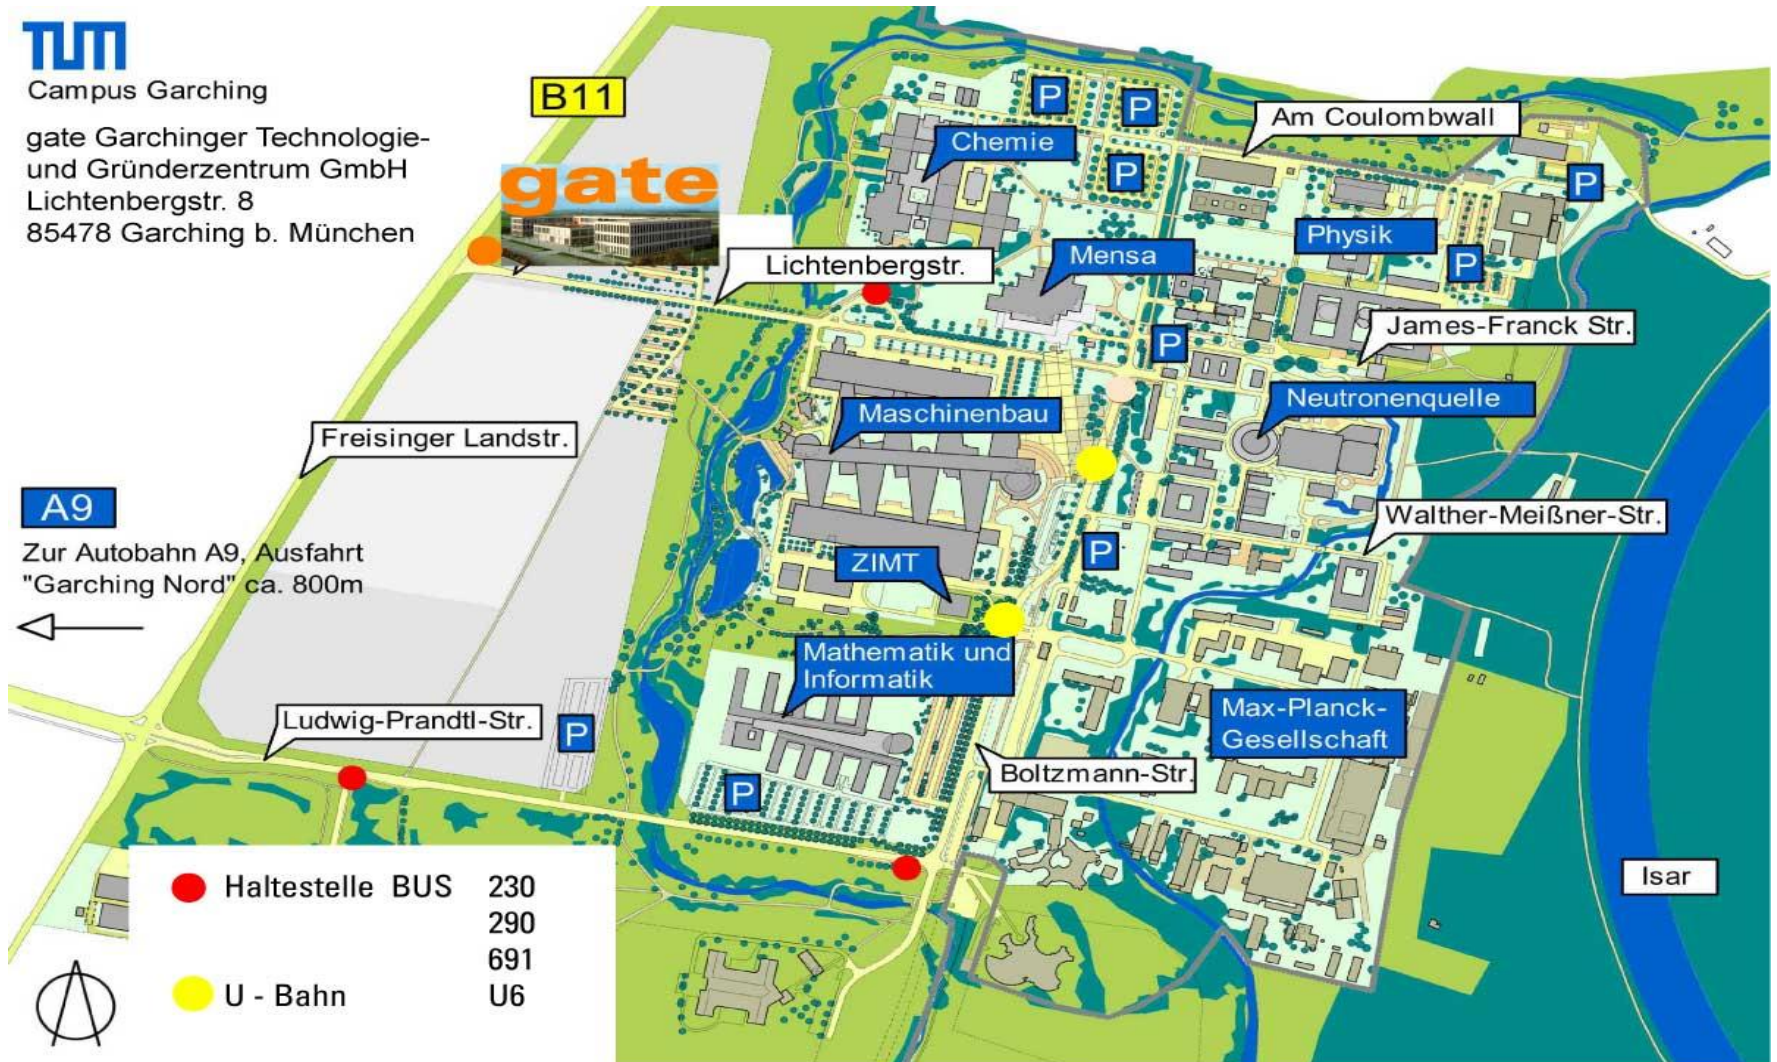 TUM
Campus Garching
gate Garchinger Technologie-
und Gründerzentrum GmbH
Lichtenbergstr. 8
85478 Garching b. München
B11
gate
Chemie
P
P
P
Am Coulombwall
P
Physik
P
Mensa
Lichtenbergstr.
James-Franck Str.
P
Neutronenquelle
Maschinenbau
Freisinger Landstr.
A9
Zur Autobahn A9, Ausfahrt
"Garching Nord" ca. 800m
Walther-Meißner-Str.
P
ZIMT
Mathematik und
Informatik
Max-Planck-
Gesellschaft
Ludwig-Prandtl-Str.
P
P
Boltzmann-Str.
Isar
Haltestelle BUS 230
290
691
U - Bahn U6